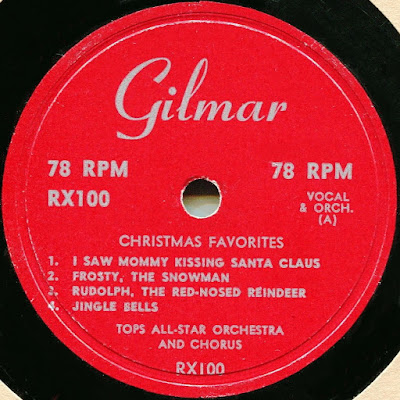 Gilmar
78 RPM 78 RPM
RX100 VOCAL
& ORCH.
(A)
CHRISTMAS FAVORITES
1. I SAW MOMMY KISSING SANTA CLAUS
2. FROSTY, THE SNOWMAN
3. RUDOLPH, THE RED-NOSED REINDEER
4. JINGLE BELLS
TOPS ALL-STAR ORCHESTRA
AND CHORUS
RX100